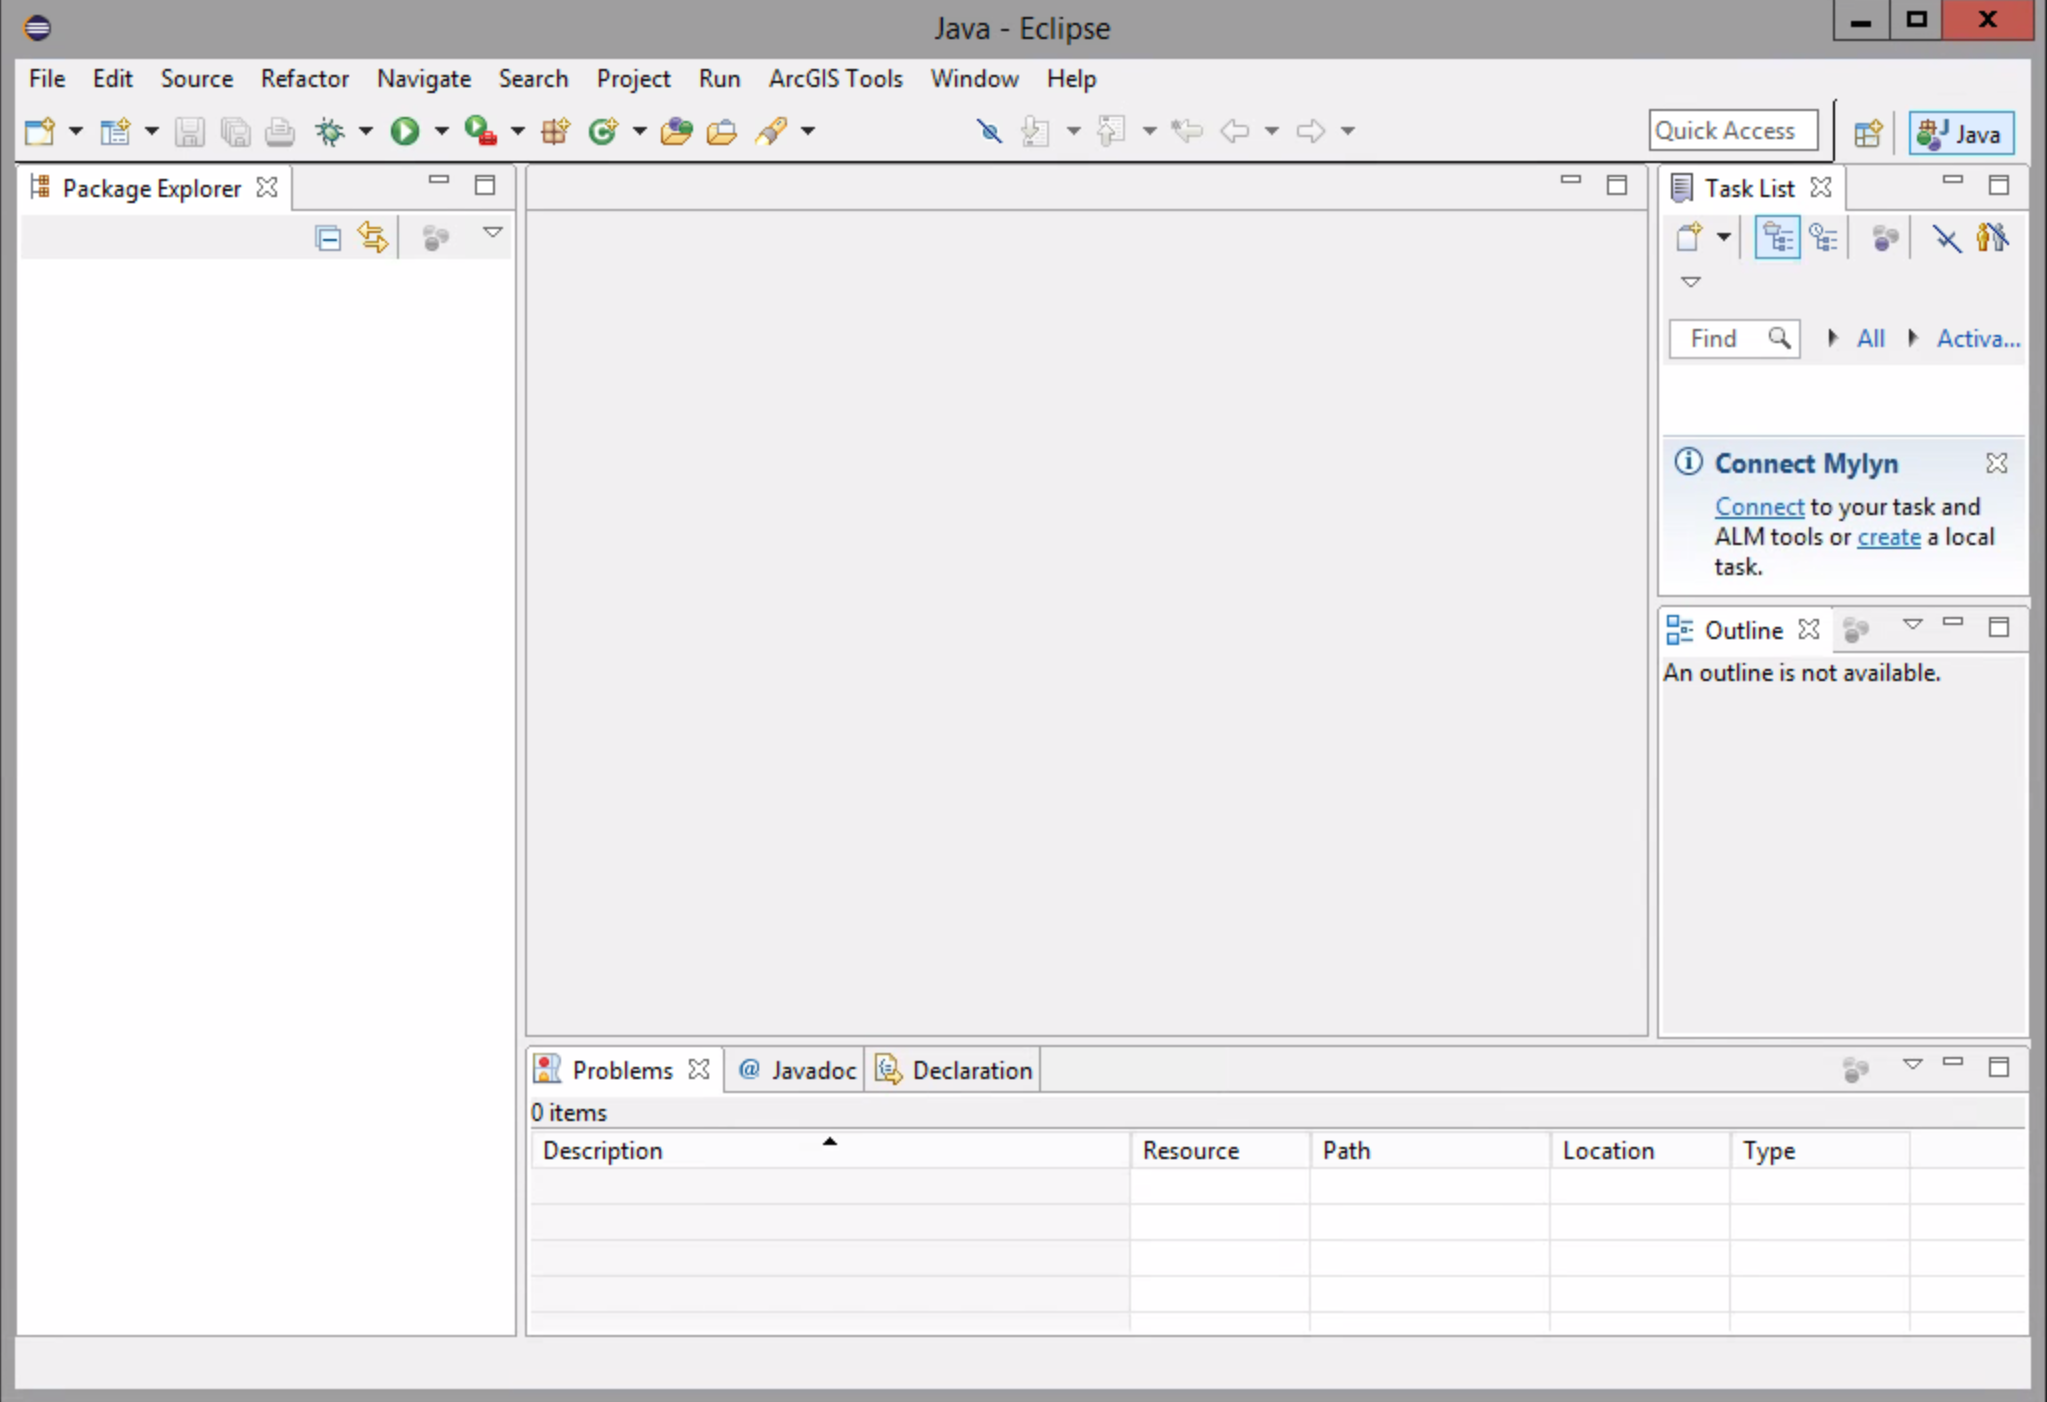 Java - Eclipse
File Edit Source Refactor Navigate Search Project Run ArcGIS Tools Window Help
Quick Access
Java
Package Explorer
Task List
Find
All
Activa...
Connect Mylyn
Connect to your task and
ALM tools or create a local
task.
Outline
An outline is not available.
Problems
@ Javadoc
Declaration
0 items
Description Resource Path Location Type